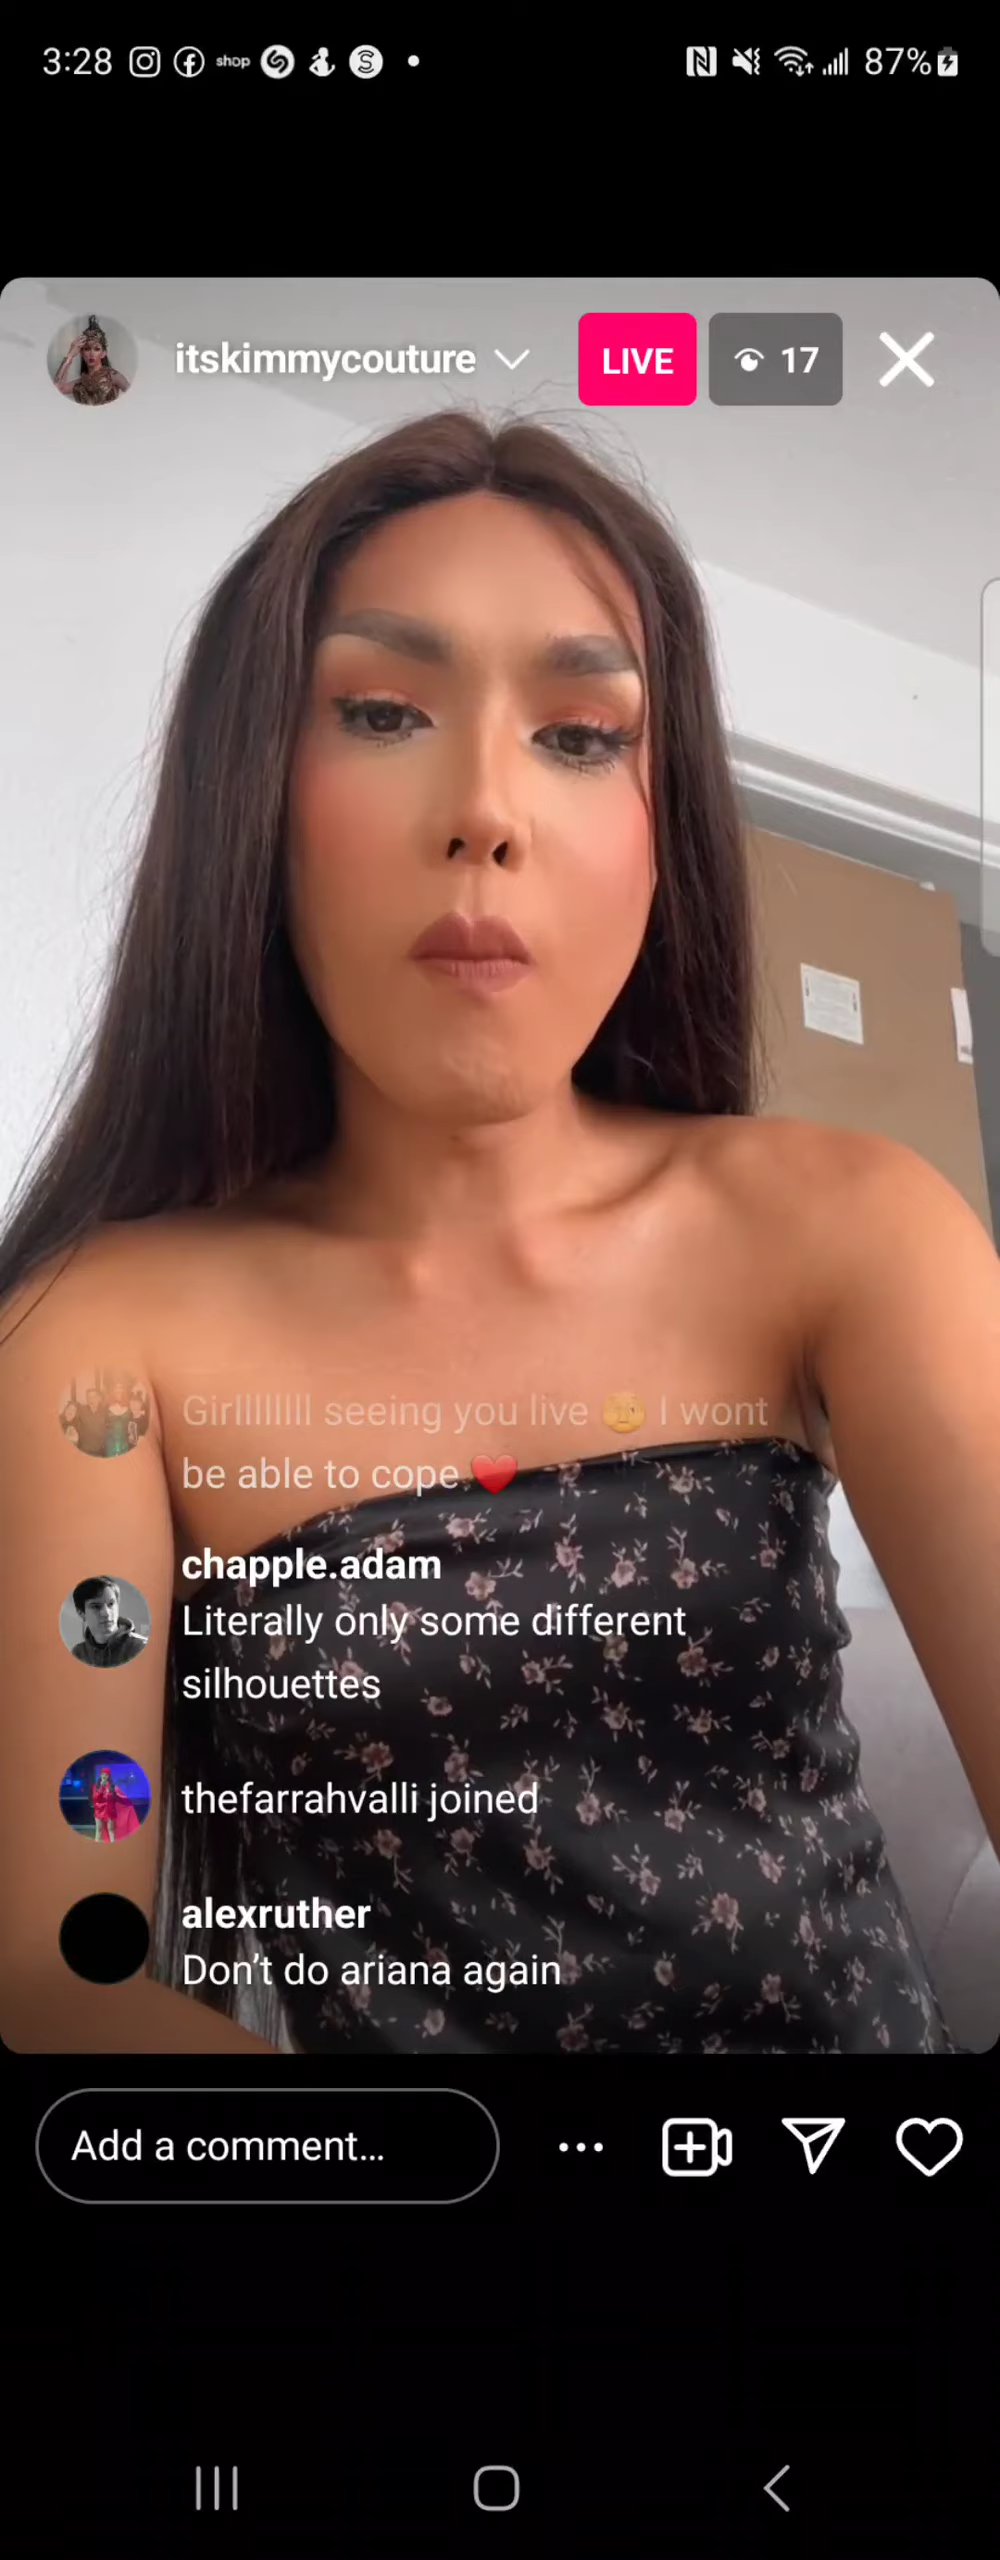 3:28 shop 87%
itskimmycouture LIVE 17
Girlllllllll seeing you live 🫣 I wont
be able to cope ❤️
chapple.adam
Literally only some different
silhouettes
thefarrahvalli joined
alexruther
Don't do ariana again
Add a comment...